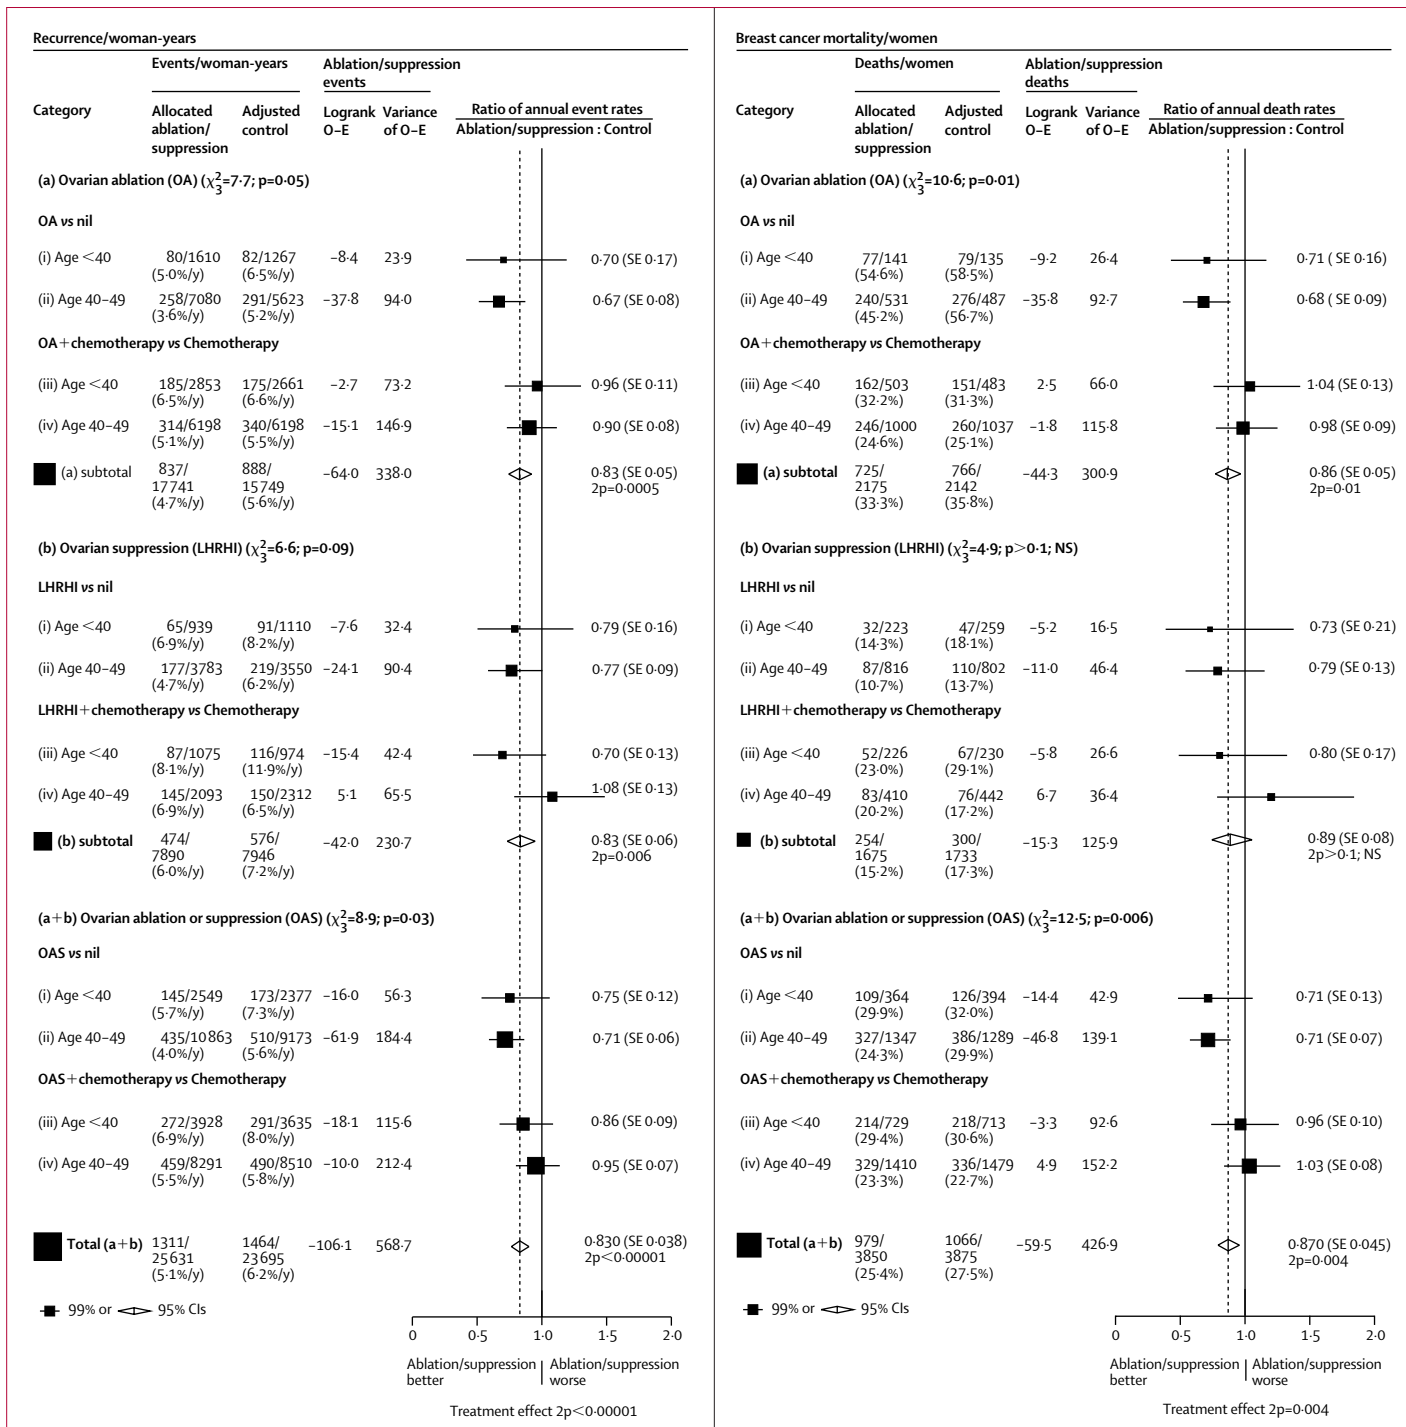 Recurrence/woman-years
Events/woman-years Ablation/suppression events
Category Allocated ablation/suppression Adjusted control Logrank O–E Variance of O–E Ratio of annual event rates
Ablation/suppression : Control
(a) Ovarian ablation (OA) (χ²₃=7·7; p=0·05)
OA vs nil
(i) Age <40 80/1610 82/1267 –8·4 23·9 0·70 (SE 0·17)
(5·0%/y) (6·5%/y)
(ii) Age 40–49 258/7080 291/5623 –37·8 94·0 0·67 (SE 0·08)
(3·6%/y) (5·2%/y)
OA+chemotherapy vs Chemotherapy
(iii) Age <40 185/2853 175/2661 –2·7 73·2 0·96 (SE 0·11)
(6·5%/y) (6·6%/y)
(iv) Age 40–49 314/6198 340/6198 –15·1 146·9 0·90 (SE 0·08)
(5·1%/y) (5·5%/y)
(a) subtotal 837/ 888/ –64·0 338·0 0·83 (SE 0·05)
17741 15749 2p=0·0005
(4·7%/y) (5·6%/y)
(b) Ovarian suppression (LHRHI) (χ²₃=6·6; p=0·09)
LHRHI vs nil
(i) Age <40 65/939 91/1110 –7·6 32·4 0·79 (SE 0·16)
(6·9%/y) (8·2%/y)
(ii) Age 40–49 177/3783 219/3550 –24·1 90·4 0·77 (SE 0·09)
(4·7%/y) (6·2%/y)
LHRHI+chemotherapy vs Chemotherapy
(iii) Age <40 87/1075 116/974 –15·4 42·4 0·70 (SE 0·13)
(8·1%/y) (11·9%/y)
(iv) Age 40–49 145/2093 150/2312 5·1 65·5 1·08 (SE 0·13)
(6·9%/y) (6·5%/y)
(b) subtotal 474/ 576/ –42·0 230·7 0·83 (SE 0·06)
7890 7946 2p=0·006
(6·0%/y) (7·2%/y)
(a+b) Ovarian ablation or suppression (OAS) (χ²₃=8·9; p=0·03)
OAS vs nil
(i) Age <40 145/2549 173/2377 –16·0 56·3 0·75 (SE 0·12)
(5·7%/y) (7·3%/y)
(ii) Age 40–49 435/10863 510/9173 –61·9 184·4 0·71 (SE 0·06)
(4·0%/y) (5·6%/y)
OAS+chemotherapy vs Chemotherapy
(iii) Age <40 272/3928 291/3635 –18·1 115·6 0·86 (SE 0·09)
(6·9%/y) (8·0%/y)
(iv) Age 40–49 459/8291 490/8510 –10·0 212·4 0·95 (SE 0·07)
(5·5%/y) (5·8%/y)
Total (a+b) 1311/ 1464/ –106·1 568·7 0·830 (SE 0·038)
25631 23695 2p<0·00001
(5·1%/y) (6·2%/y)
99% or 95% CIs
0 0·5 1·0 1·5 2·0
Ablation/suppression better Ablation/suppression worse
Treatment effect 2p<0·00001
Breast cancer mortality/women
Deaths/women Ablation/suppression deaths
Category Allocated ablation/suppression Adjusted control Logrank O–E Variance of O–E Ratio of annual death rates
Ablation/suppression : Control
(a) Ovarian ablation (OA) (χ²₃=10·6; p=0·01)
OA vs nil
(i) Age <40 77/141 79/135 –9·2 26·4 0·71 ( SE 0·16)
(54·6%) (58·5%)
(ii) Age 40–49 240/531 276/487 –35·8 92·7 0·68 ( SE 0·09)
(45·2%) (56·7%)
OA+chemotherapy vs Chemotherapy
(iii) Age <40 162/503 151/483 2·5 66·0 1·04 (SE 0·13)
(32·2%) (31·3%)
(iv) Age 40–49 246/1000 260/1037 –1·8 115·8 0·98 (SE 0·09)
(24·6%) (25·1%)
(a) subtotal 725/ 766/ –44·3 300·9 0·86 (SE 0·05)
2175 2142 2p=0·01
(33·3%) (35·8%)
(b) Ovarian suppression (LHRHI) (χ²₃=4·9; p>0·1; NS)
LHRHI vs nil
(i) Age <40 32/223 47/259 –5·2 16·5 0·73 (SE 0·21)
(14·3%) (18·1%)
(ii) Age 40–49 87/816 110/802 –11·0 46·4 0·79 (SE 0·13)
(10·7%) (13·7%)
LHRHI+chemotherapy vs Chemotherapy
(iii) Age <40 52/226 67/230 –5·8 26·6 0·80 (SE 0·17)
(23·0%) (29·1%)
(iv) Age 40–49 83/410 76/442 6·7 36·4
(20·2%) (17·2%)
(b) subtotal 254/ 300/ –15·3 125·9 0·89 (SE 0·08)
1675 1733 2p>0·1; NS
(15·2%) (17·3%)
(a+b) Ovarian ablation or suppression (OAS) (χ²₃=12·5; p=0·006)
OAS vs nil
(i) Age <40 109/364 126/394 –14·4 42·9 0·71 (SE 0·13)
(29·9%) (32·0%)
(ii) Age 40–49 327/1347 386/1289 –46·8 139·1 0·71 (SE 0·07)
(24·3%) (29·9%)
OAS+chemotherapy vs Chemotherapy
(iii) Age <40 214/729 218/713 –3·3 92·6 0·96 (SE 0·10)
(29·4%) (30·6%)
(iv) Age 40–49 329/1410 336/1479 4·9 152·2 1·03 (SE 0·08)
(23·3%) (22·7%)
Total (a+b) 979/ 1066/ –59·5 426·9 0·870 (SE 0·045)
3850 3875 2p=0·004
(25·4%) (27·5%)
99% or 95% CIs
0 0·5 1·0 1·5 2·0
Ablation/suppression better Ablation/suppression worse
Treatment effect 2p=0·004